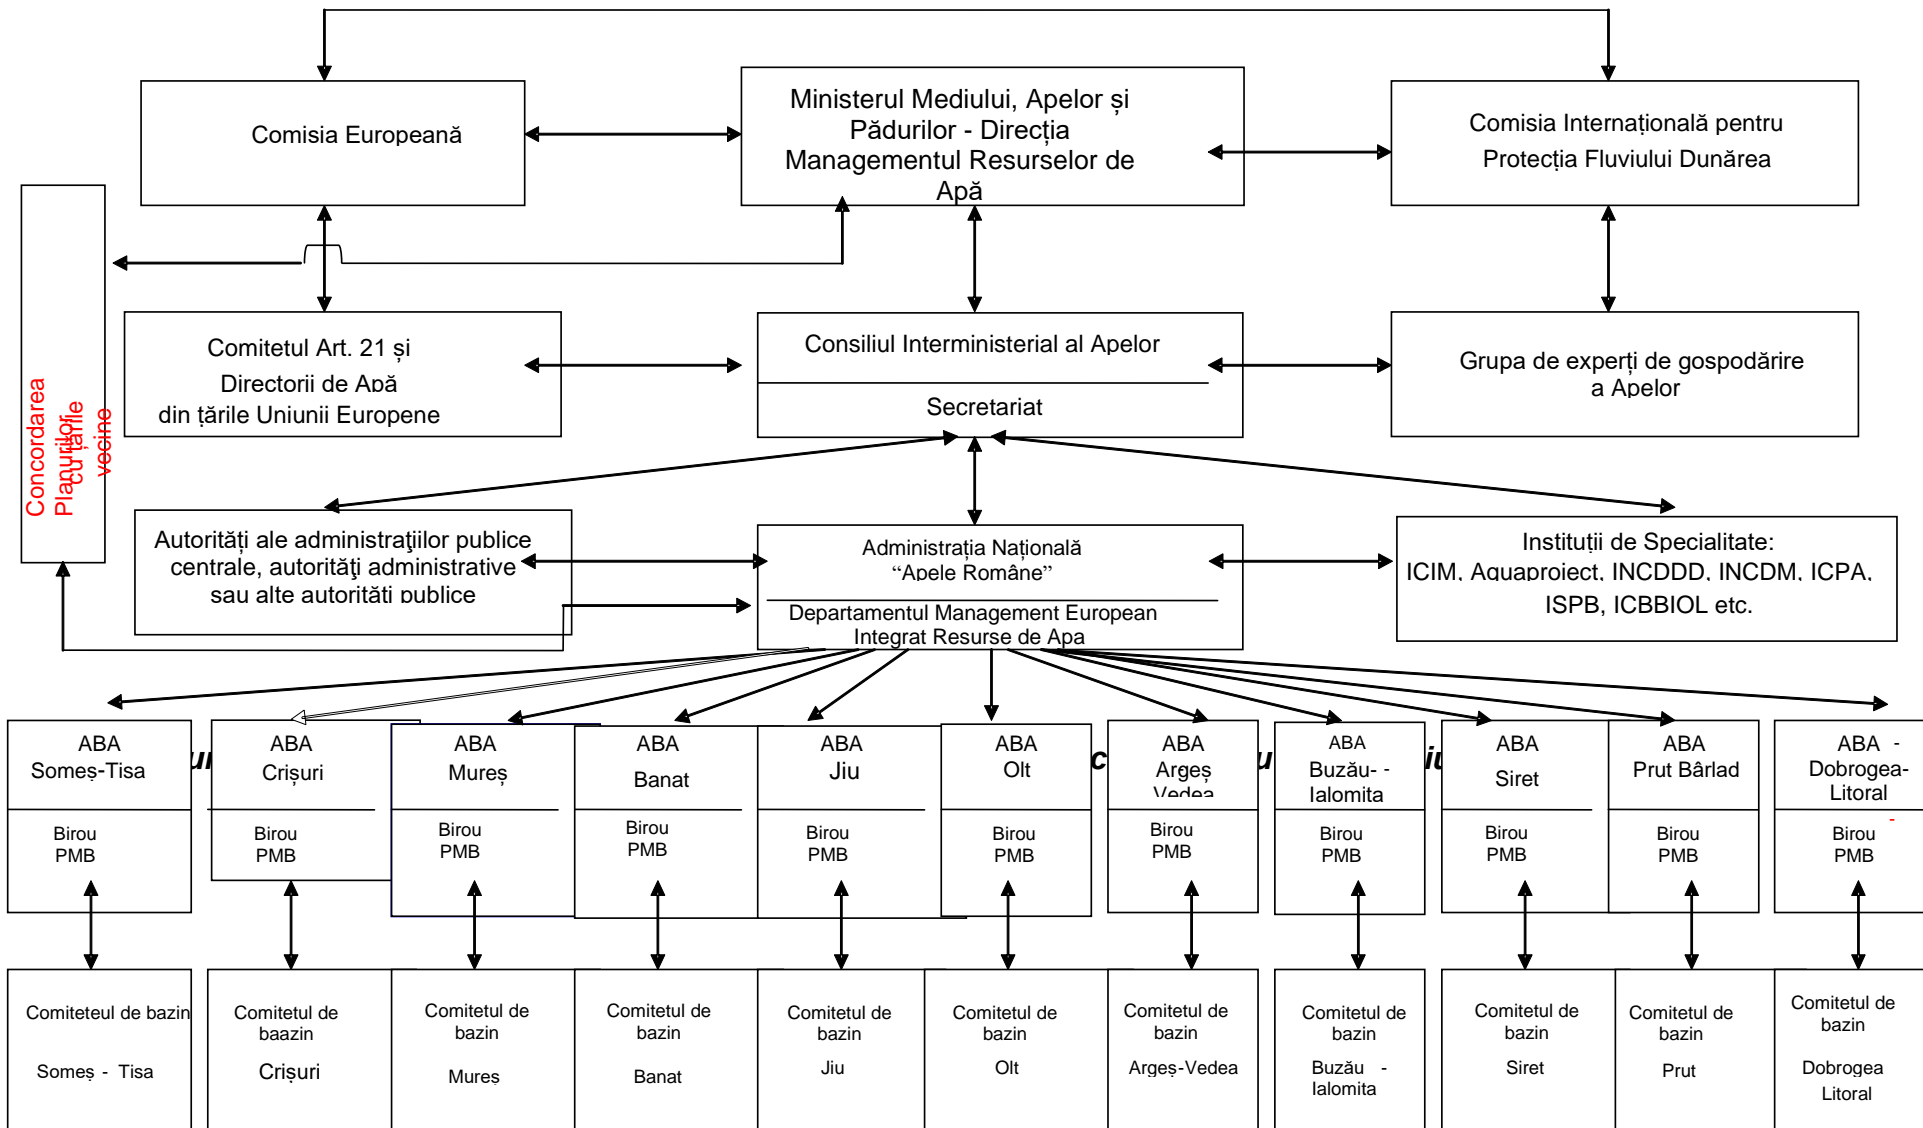 Comisia Europeană
Ministerul Mediului, Apelor și
Pădurilor - Direcția
Managementul Resurselor de
Apă
Comisia Internațională pentru
Protecția Fluviului Dunărea
Concordarea
Planurilor
cu țările
vecine
Comitetul Art. 21 și
Directorii de Apă
din țările Uniunii Europene
Consiliul Interministerial al Apelor
Secretariat
Grupa de experți de gospodărire
a Apelor
Autorități ale administraţiilor publice
centrale, autorităţi administrative
sau alte autorităti publice
Administrația Națională
“Apele Române”
Departamentul Management European
Integrat Resurse de Apa
Instituții de Specialitate:
ICIM, Aquaproiect, INCDDD, INCDM, ICPA,
ISPB, ICBBIOL etc.
ABA
Someș-Tisa
Birou
PMB
ABA
Crișuri
Birou
PMB
ABA
Mureș
Birou
PMB
ABA
Banat
Birou
PMB
ABA
Jiu
Birou
PMB
ABA
Olt
Birou
PMB
ABA
Argeș
Vedea
Birou
PMB
ABA
Buzău- -
Ialomita
Birou
PMB
ABA
Siret
Birou
PMB
ABA
Prut Bârlad
Birou
PMB
ABA -
Dobrogea-
Litoral
-
Birou
PMB
Comiteteul de bazin
Someș - Tisa
Comitetul de
baazin
Crișuri
Comitetul de
bazin
Mureș
Comitetul de
bazin
Banat
Comitetul de
bazin
Jiu
Comitetul de
bazin
Olt
Comitetul de
bazin
Argeș-Vedea
Comitetul de
bazin
Buzău -
Ialomita
Comitetul de
bazin
Siret
Comitetul de
bazin
Prut
Comitetul de
bazin
Dobrogea
Litoral